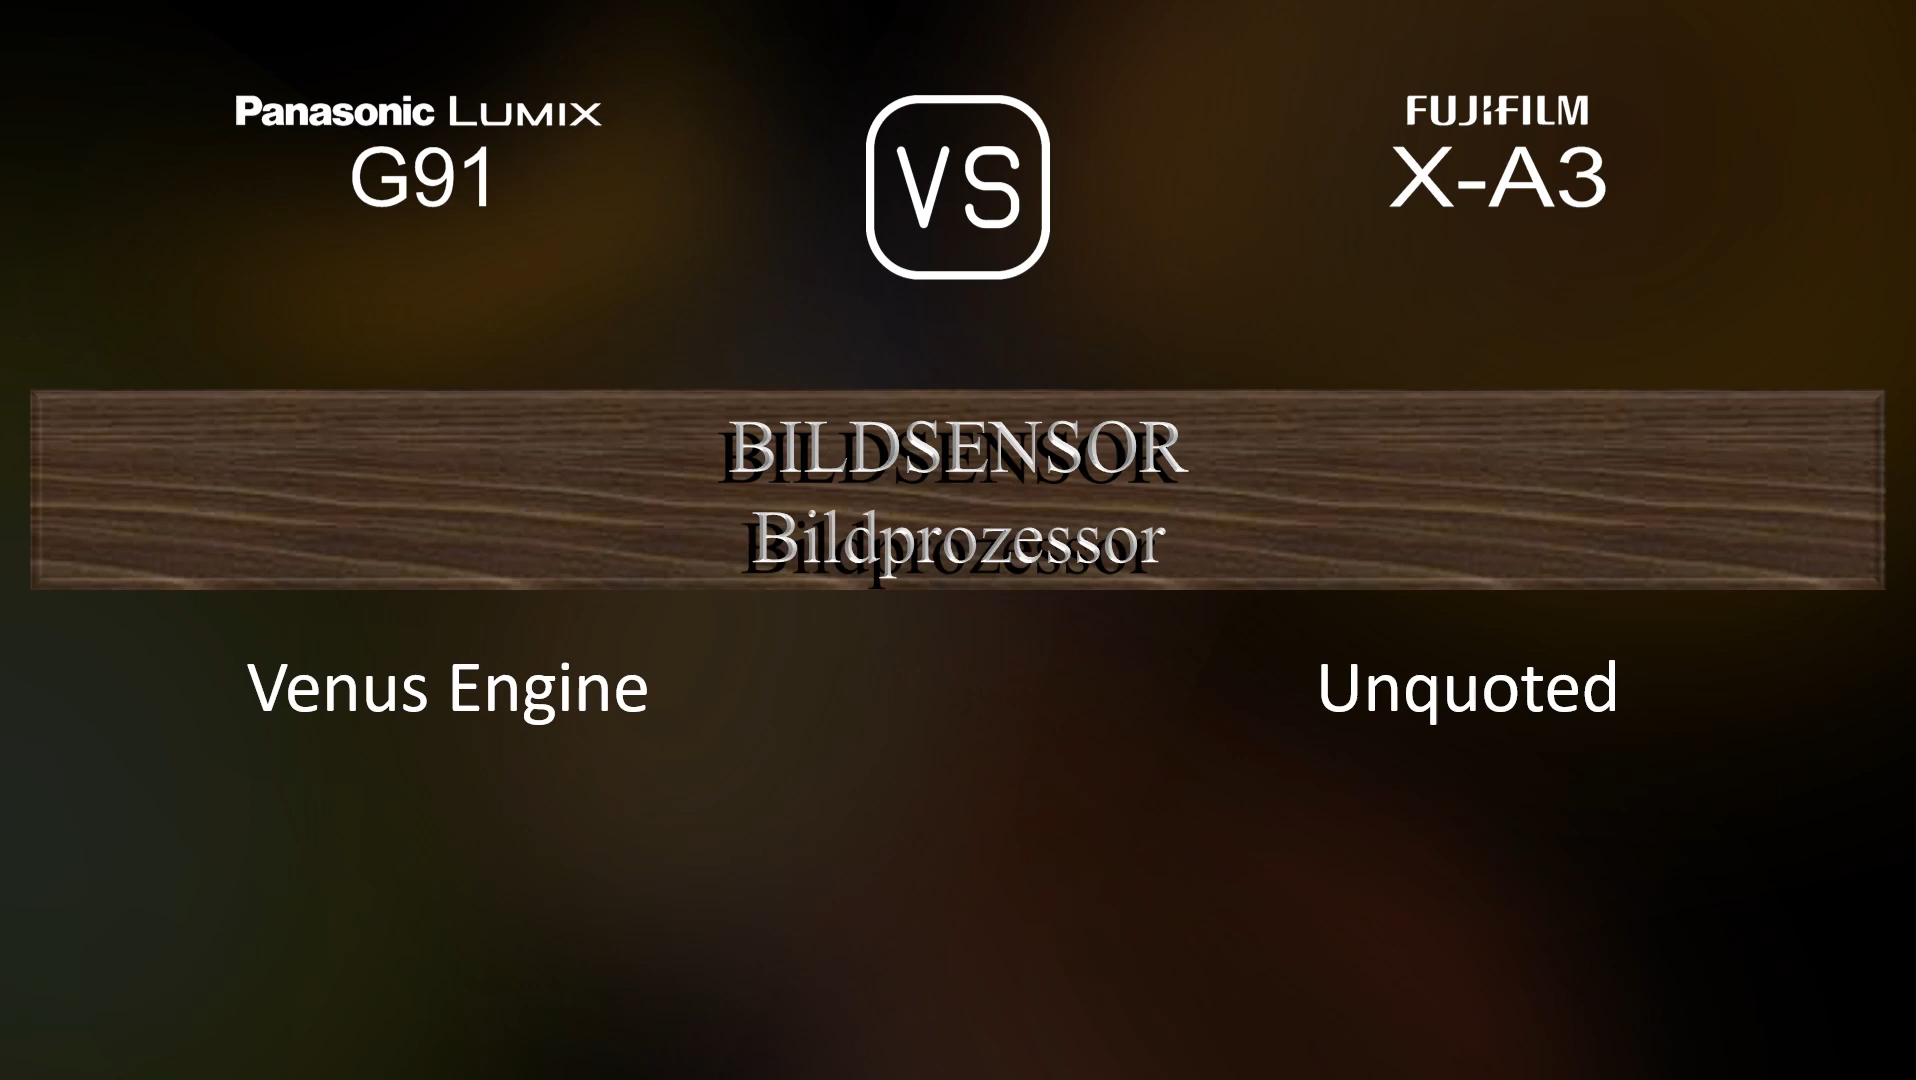 Panasonic LUMIX
G91
VS
FUJIFILM
X-A3
BILDSENSOR
Bildprozessor
Venus Engine
Unquoted